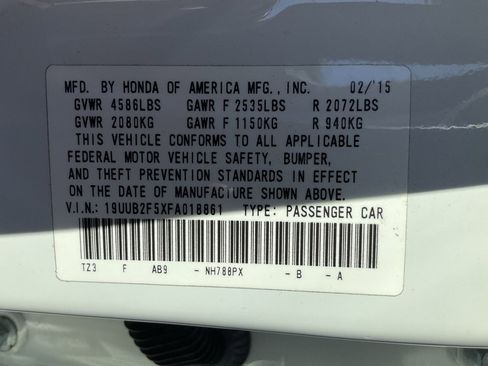 MFD. BY HONDA OF AMERICA MFG., INC. 02/'15
GVWR 4586LBS GAWR F 2535LBS R 2072LBS
GVWR 2080KG GAWR F 1150KG R 940KG
THIS VEHICLE CONFORMS TO ALL APPLICABLE
FEDERAL MOTOR VEHICLE SAFETY, BUMPER,
AND THEFT PREVENTION STANDARDS IN EFFECT
ON THE DATE OF MANUFACTURE SHOWN ABOVE.
V.I.N.: 19UUB2F5XFA018861 TYPE: PASSENGER CAR
TZ3 F AB9 - NH788PX - B - A